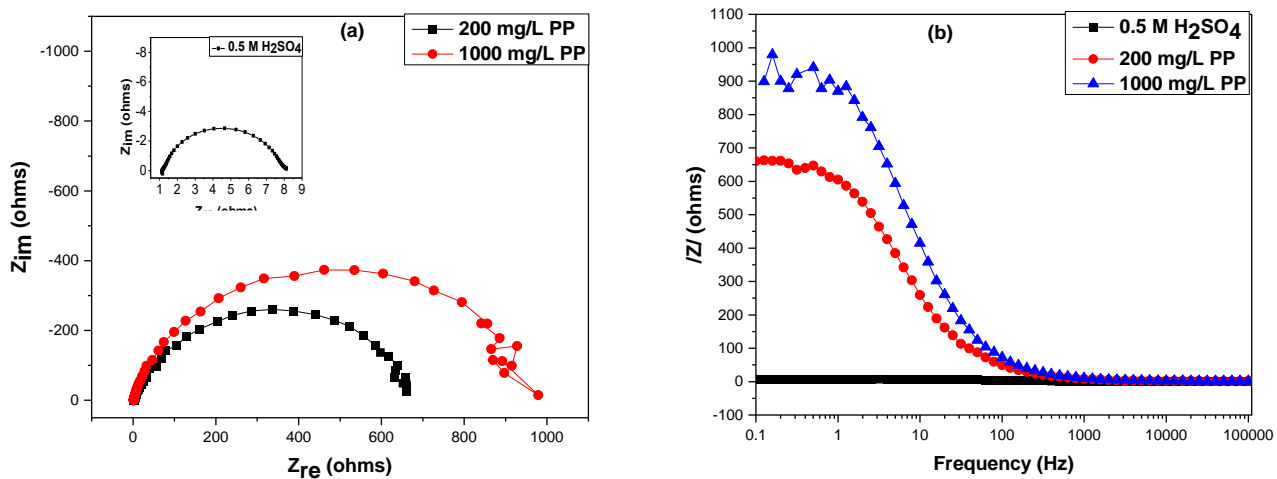 (a)
200 mg/L PP
1000 mg/L PP
0.5 M H2SO4
-8
-6
-4
-2
0
Zim (ohms)
1 2 3 4 5 6 7 8 9
(ohms)
-1000
-800
-600
-400
-200
0
Zim (ohms)
0 200 400 600 800 1000
Zre (ohms)
(b)
0.5 M H2SO4
200 mg/L PP
1000 mg/L PP
1100
1000
900
800
700
600
500
400
300
200
100
0
-100
/Z/ (ohms)
0.1 1 10 100 1000 10000 100000
Frequency (Hz)